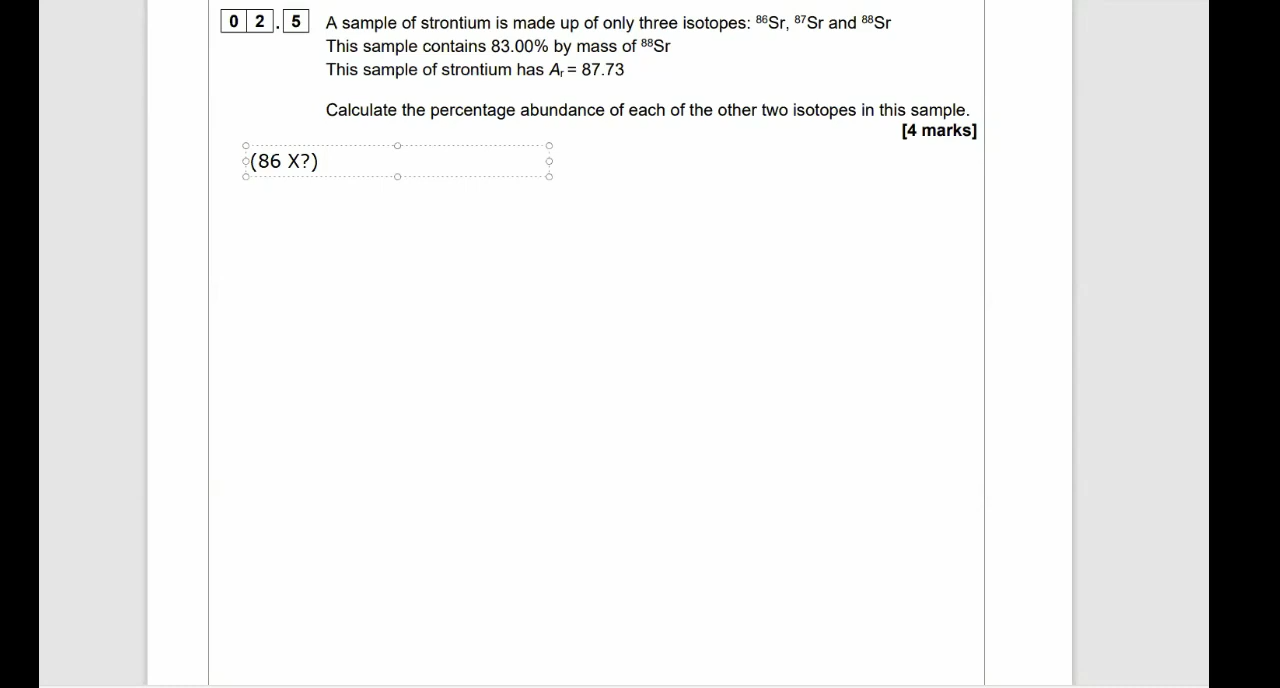 02.5 A sample of strontium is made up of only three isotopes: ⁸⁶Sr, ⁸⁷Sr and ⁸⁸Sr
This sample contains 83.00% by mass of ⁸⁸Sr
This sample of strontium has Aᵣ = 87.73
Calculate the percentage abundance of each of the other two isotopes in this sample.
[4 marks]
(86 X?)